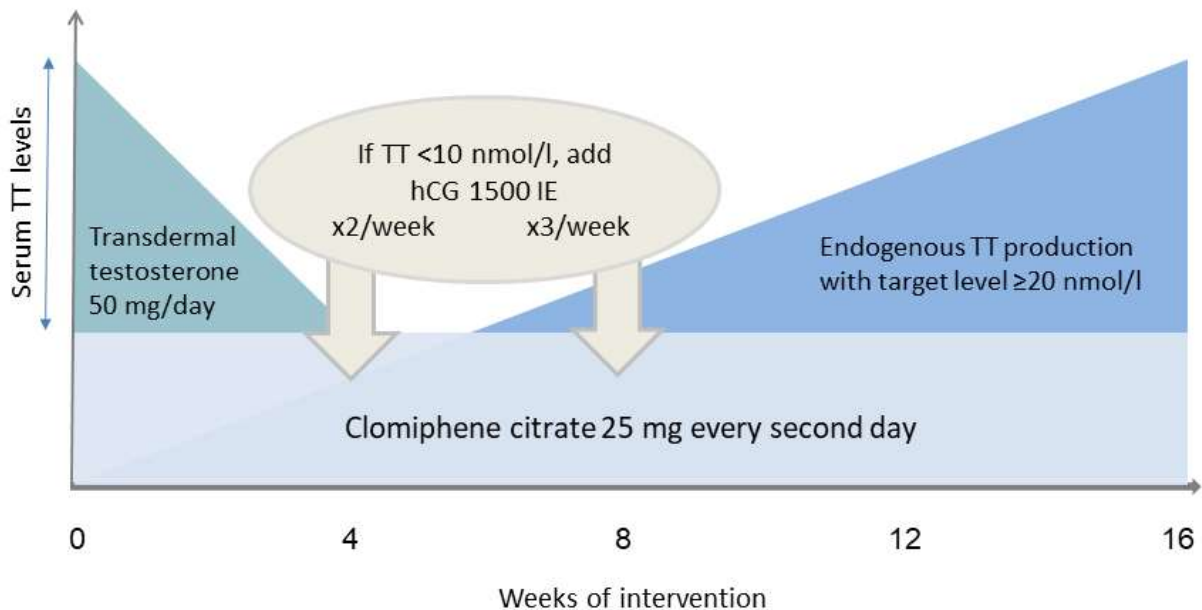 Serum TT levels
If TT <10 nmol/l, add
hCG 1500 IE
x2/week x3/week
Transdermal
testosterone
50 mg/day
Endogenous TT production
with target level ≥20 nmol/l
Clomiphene citrate 25 mg every second day
0 4 8 12 16
Weeks of intervention